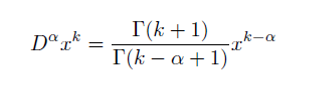 D^α x^k = Γ(k + 1) / Γ(k − α + 1) x^{k−α}